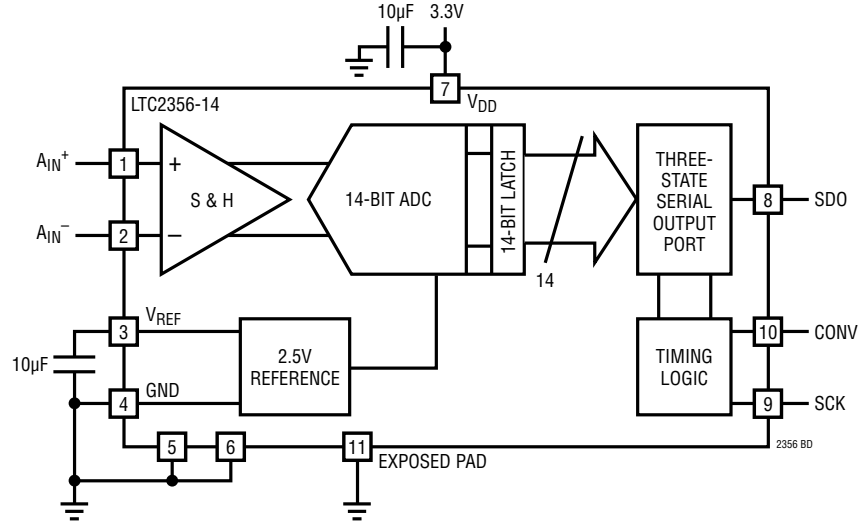 10µF 3.3V
7
LTC2356-14
VDD
AIN+
1
+
S & H
14-BIT ADC
14-BIT LATCH
THREE-
STATE
SERIAL
OUTPUT
PORT
8
SDO
AIN−
2
−
14
3
VREF
10µF
2.5V
REFERENCE
TIMING
LOGIC
10
CONV
4
GND
9
SCK
5
6
11
EXPOSED PAD
2356 BD